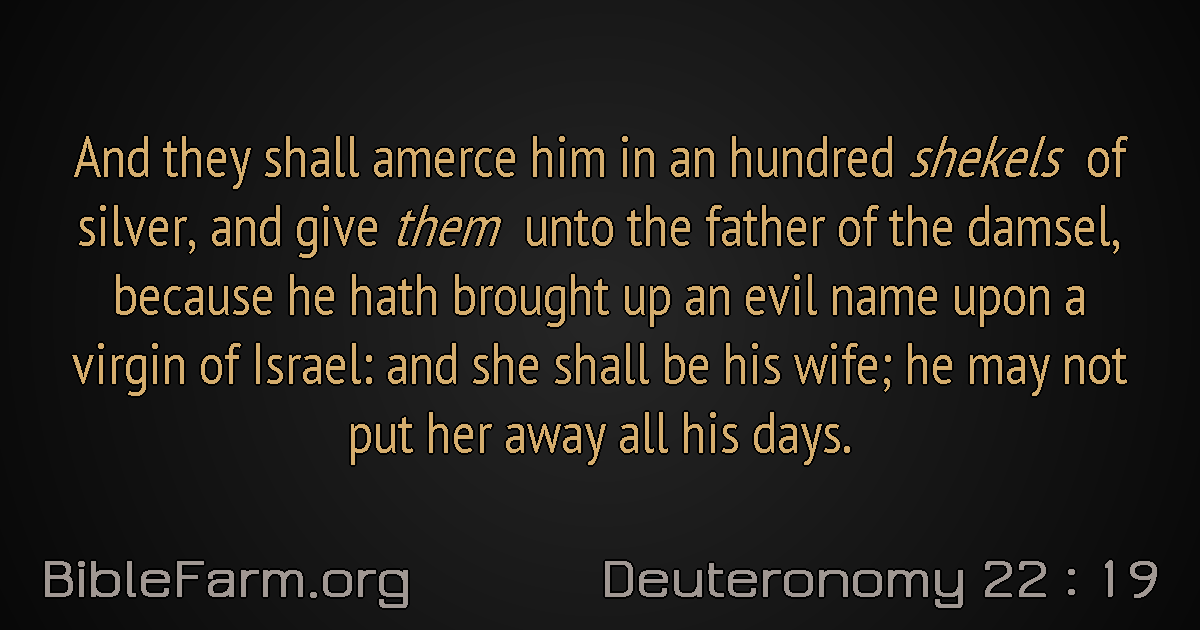 And they shall amerce him in an hundred shekels of
silver, and give them unto the father of the damsel,
because he hath brought up an evil name upon a
virgin of Israel: and she shall be his wife; he may not
put her away all his days.
BibleFarm.org
Deuteronomy 22 : 19